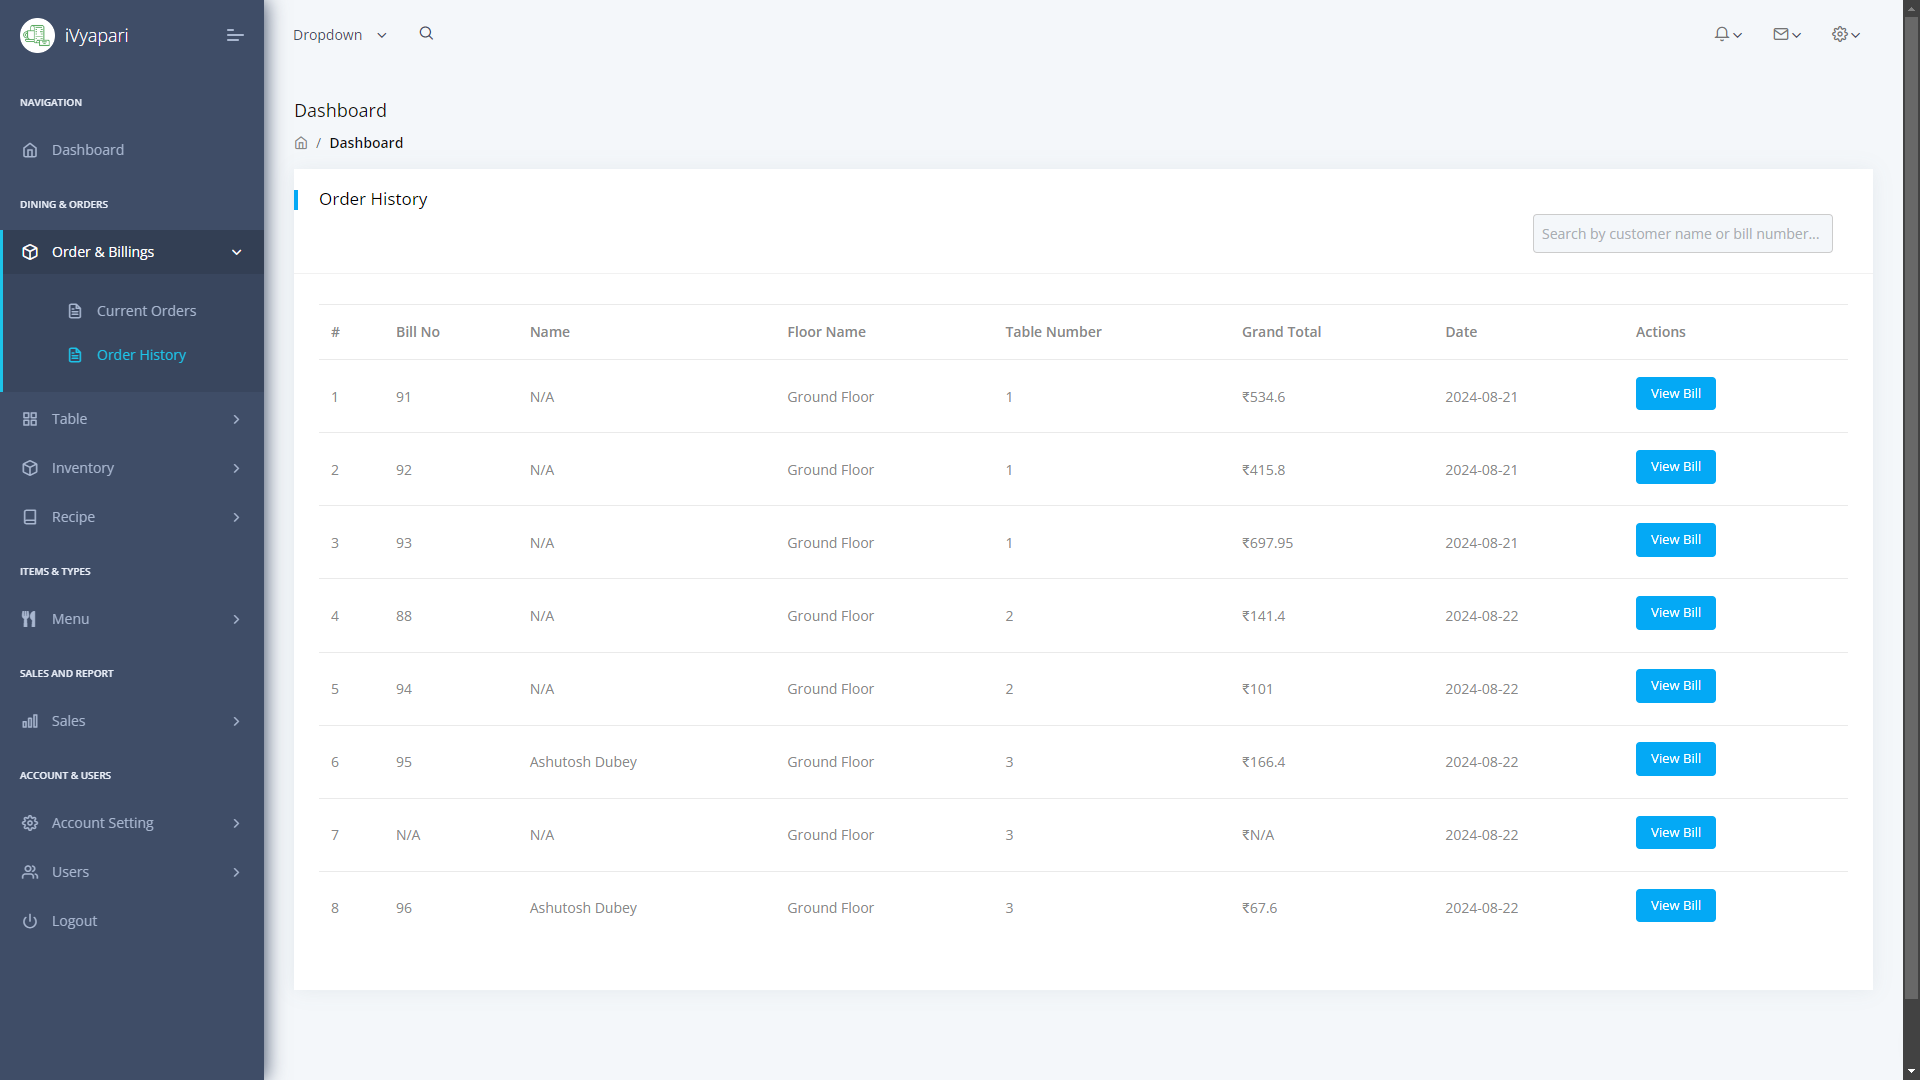 iVyapari
NAVIGATION
Dashboard
DINING & ORDERS
Order & Billings
Current Orders
Order History
Table
Inventory
Recipe
ITEMS & TYPES
Menu
SALES AND REPORT
Sales
ACCOUNT & USERS
Account Setting
Users
Logout
Dropdown
Dashboard
/ Dashboard
Order History
Search by customer name or bill number...
# Bill No Name Floor Name Table Number Grand Total Date Actions
1 91 N/A Ground Floor 1 ₹534.6 2024-08-21 View Bill
2 92 N/A Ground Floor 1 ₹415.8 2024-08-21 View Bill
3 93 N/A Ground Floor 1 ₹697.95 2024-08-21 View Bill
4 88 N/A Ground Floor 2 ₹141.4 2024-08-22 View Bill
5 94 N/A Ground Floor 2 ₹101 2024-08-22 View Bill
6 95 Ashutosh Dubey Ground Floor 3 ₹166.4 2024-08-22 View Bill
7 N/A N/A Ground Floor 3 ₹N/A 2024-08-22 View Bill
8 96 Ashutosh Dubey Ground Floor 3 ₹67.6 2024-08-22 View Bill